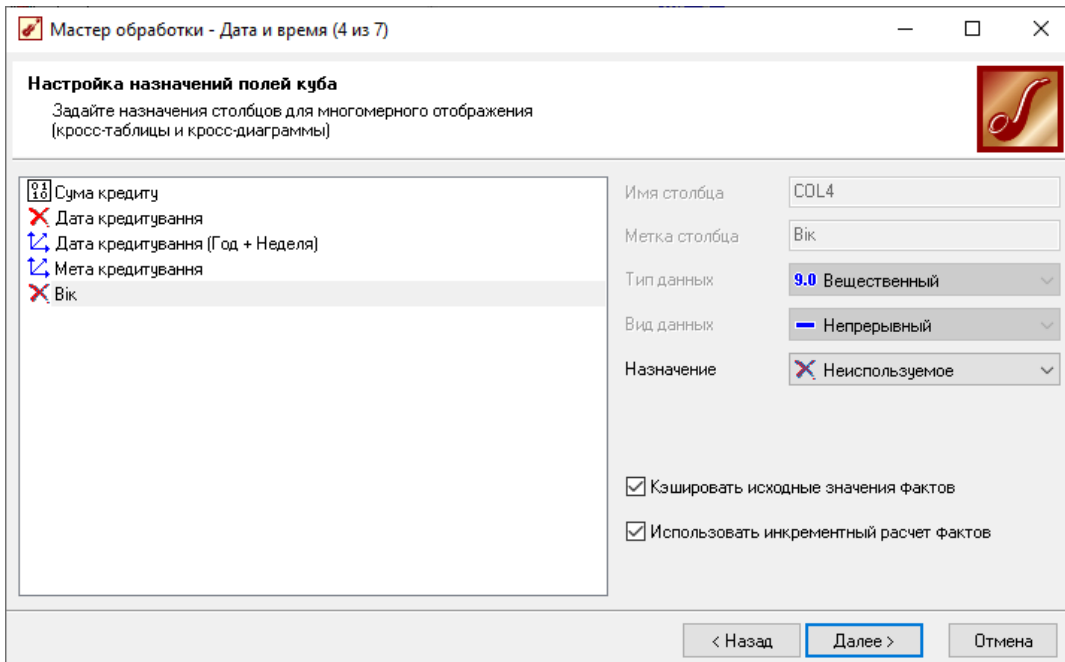 Мастер обработки - Дата и время (4 из 7)
Настройка назначений полей куба
Задайте назначения столбцов для многомерного отображения
(кросс-таблицы и кросс-диаграммы)
Сума кредиту
Дата кредитування
Дата кредитування (Год + Неделя)
Мета кредитування
Вік
Имя столбца COL4
Метка столбца Вік
Тип данных 9.0 Вещественный
Вид данных Непрерывный
Назначение Неиспользуемое
Кэшировать исходные значения фактов
Использовать инкрементный расчет фактов
< Назад Далее > Отмена